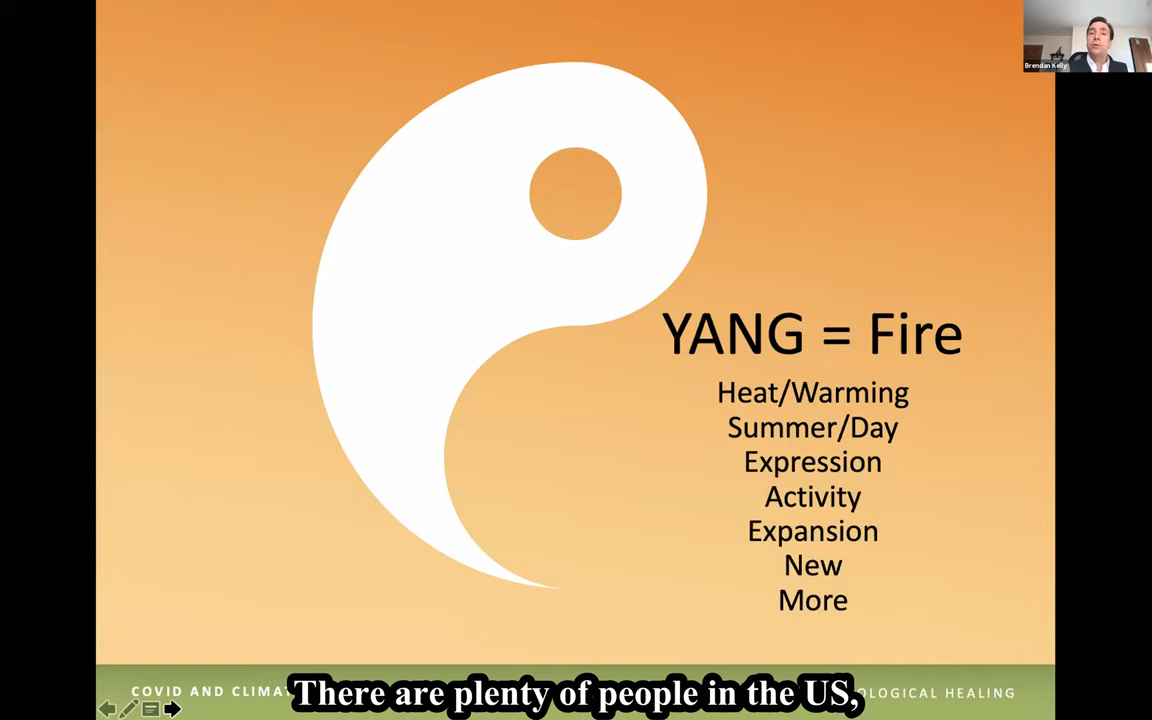 Brendan Kelly
YANG = Fire
Heat/Warming
Summer/Day
Expression
Activity
Expansion
New
More
COVID AND CLIMAT
OLOGICAL HEALING
There are plenty of people in the US,